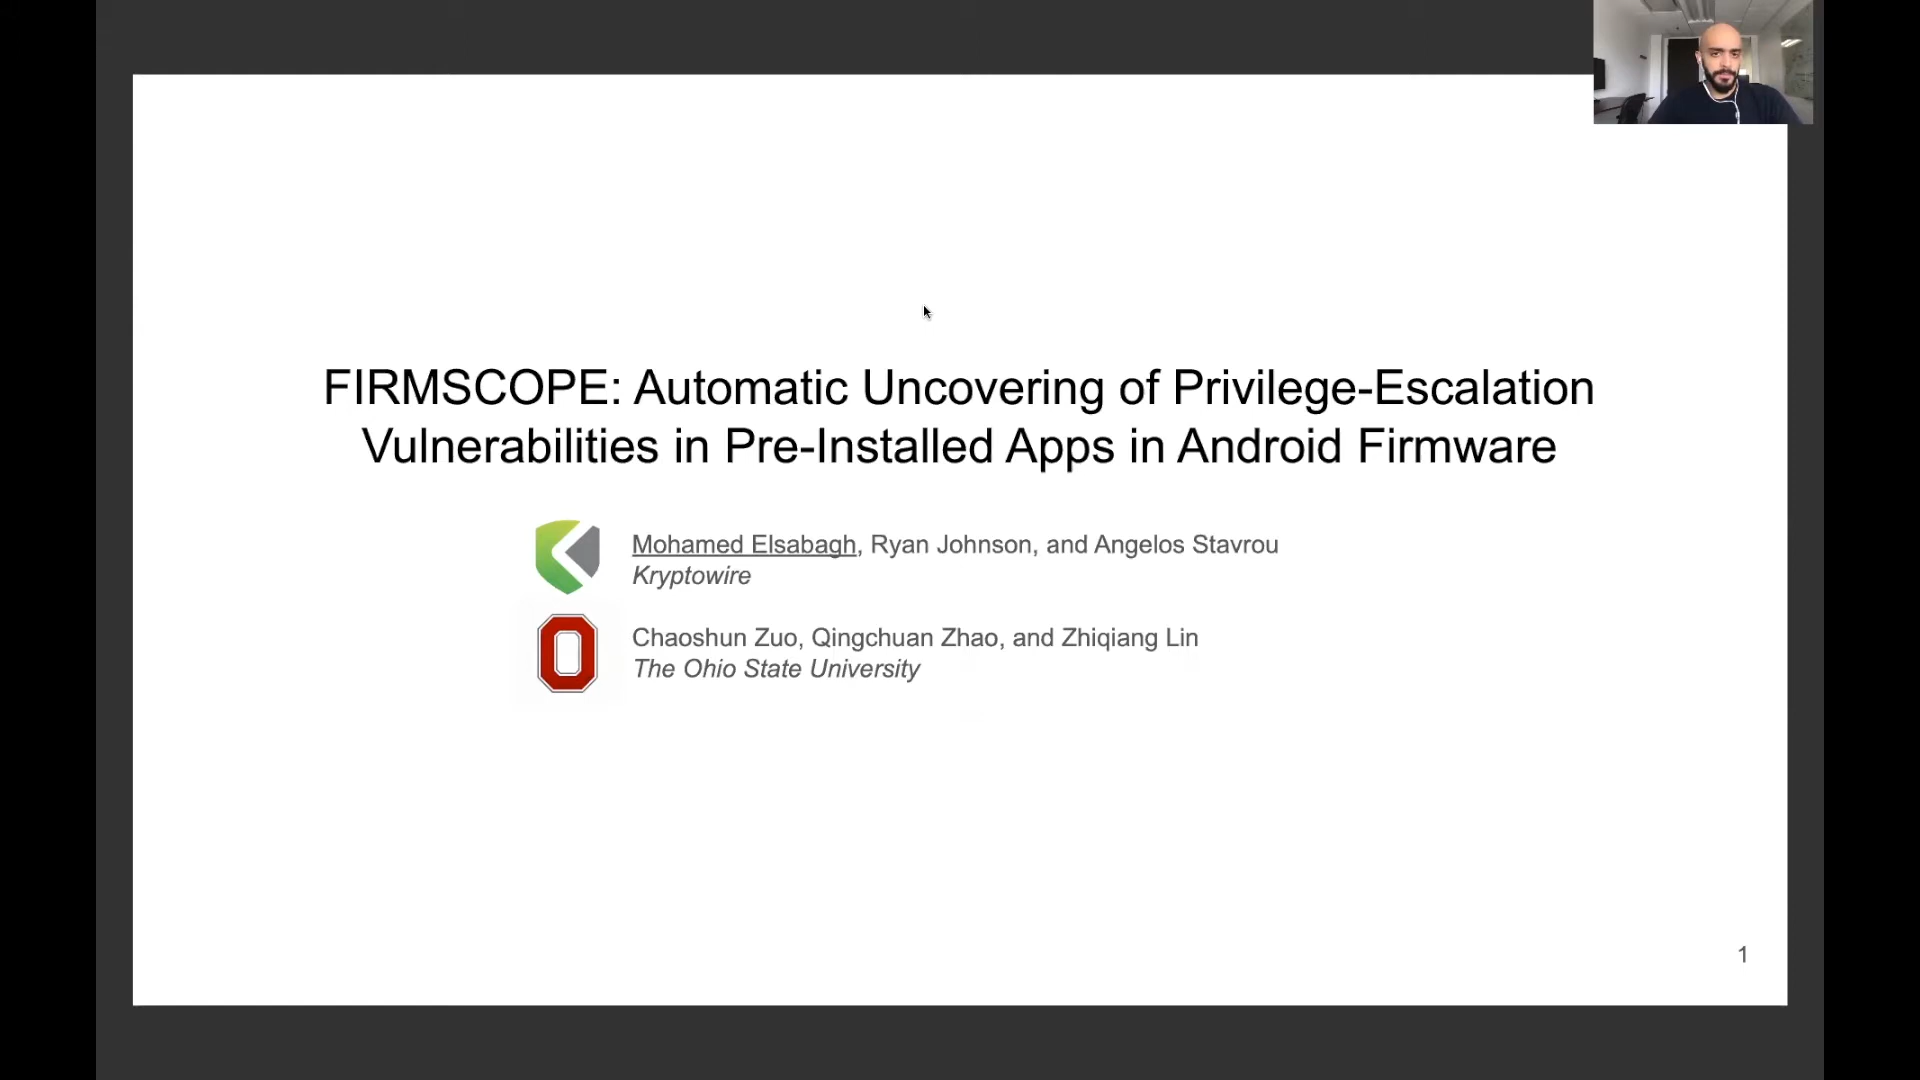 FIRMSCOPE: Automatic Uncovering of Privilege-Escalation
Vulnerabilities in Pre-Installed Apps in Android Firmware
Mohamed Elsabagh, Ryan Johnson, and Angelos Stavrou
Kryptowire
Chaoshun Zuo, Qingchuan Zhao, and Zhiqiang Lin
The Ohio State University
1